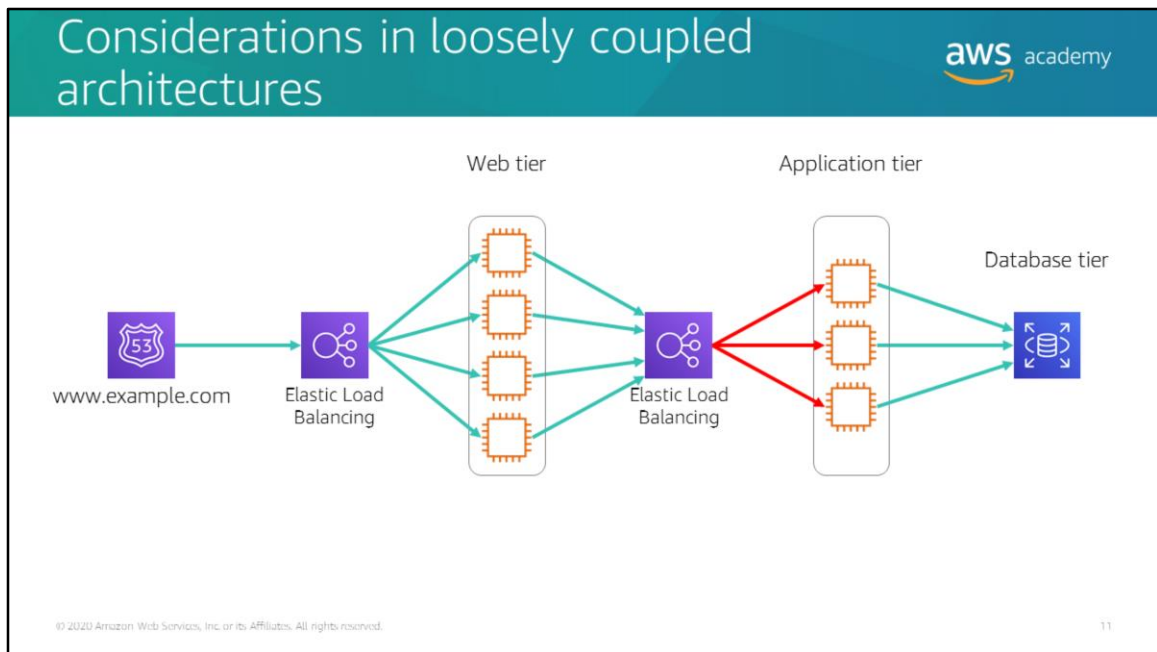 Considerations in loosely coupled
architectures
aws academy
Web tier
Application tier
Database tier
53
www.example.com
Elastic Load
Balancing
Elastic Load
Balancing
© 2020 Amazon Web Services, Inc. or its Affiliates. All rights reserved.
11